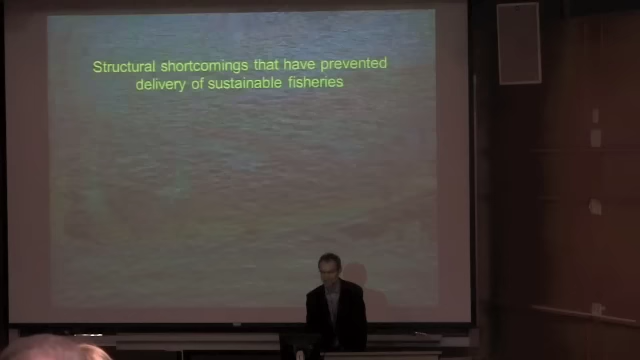 Structural shortcomings that have prevented
delivery of sustainable fisheries